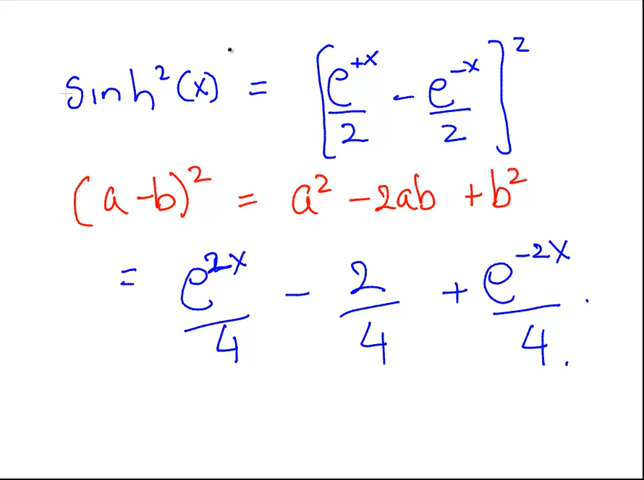 sinh²(x) = [e^{+x}/2 − e^{−x}/2]²
(a−b)² = a² − 2ab + b²
= e^{2x}/4 − 2/4 + e^{−2x}/4.